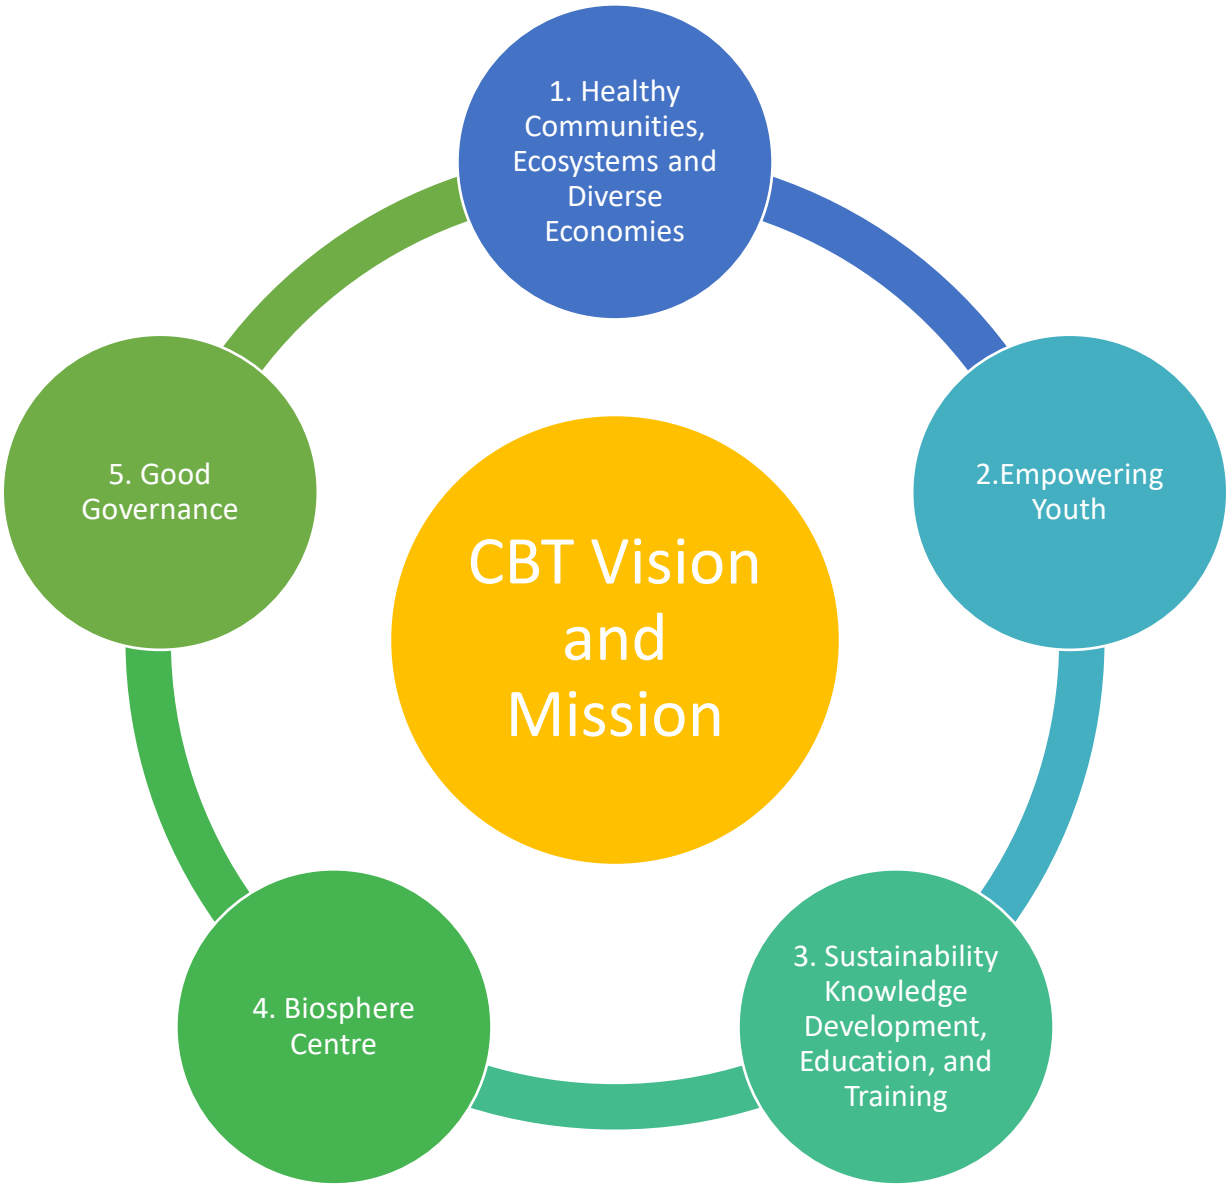 1. Healthy
Communities,
Ecosystems and
Diverse
Economies
2.Empowering
Youth
3. Sustainability
Knowledge
Development,
Education, and
Training
4. Biosphere
Centre
5. Good
Governance
CBT Vision
and
Mission